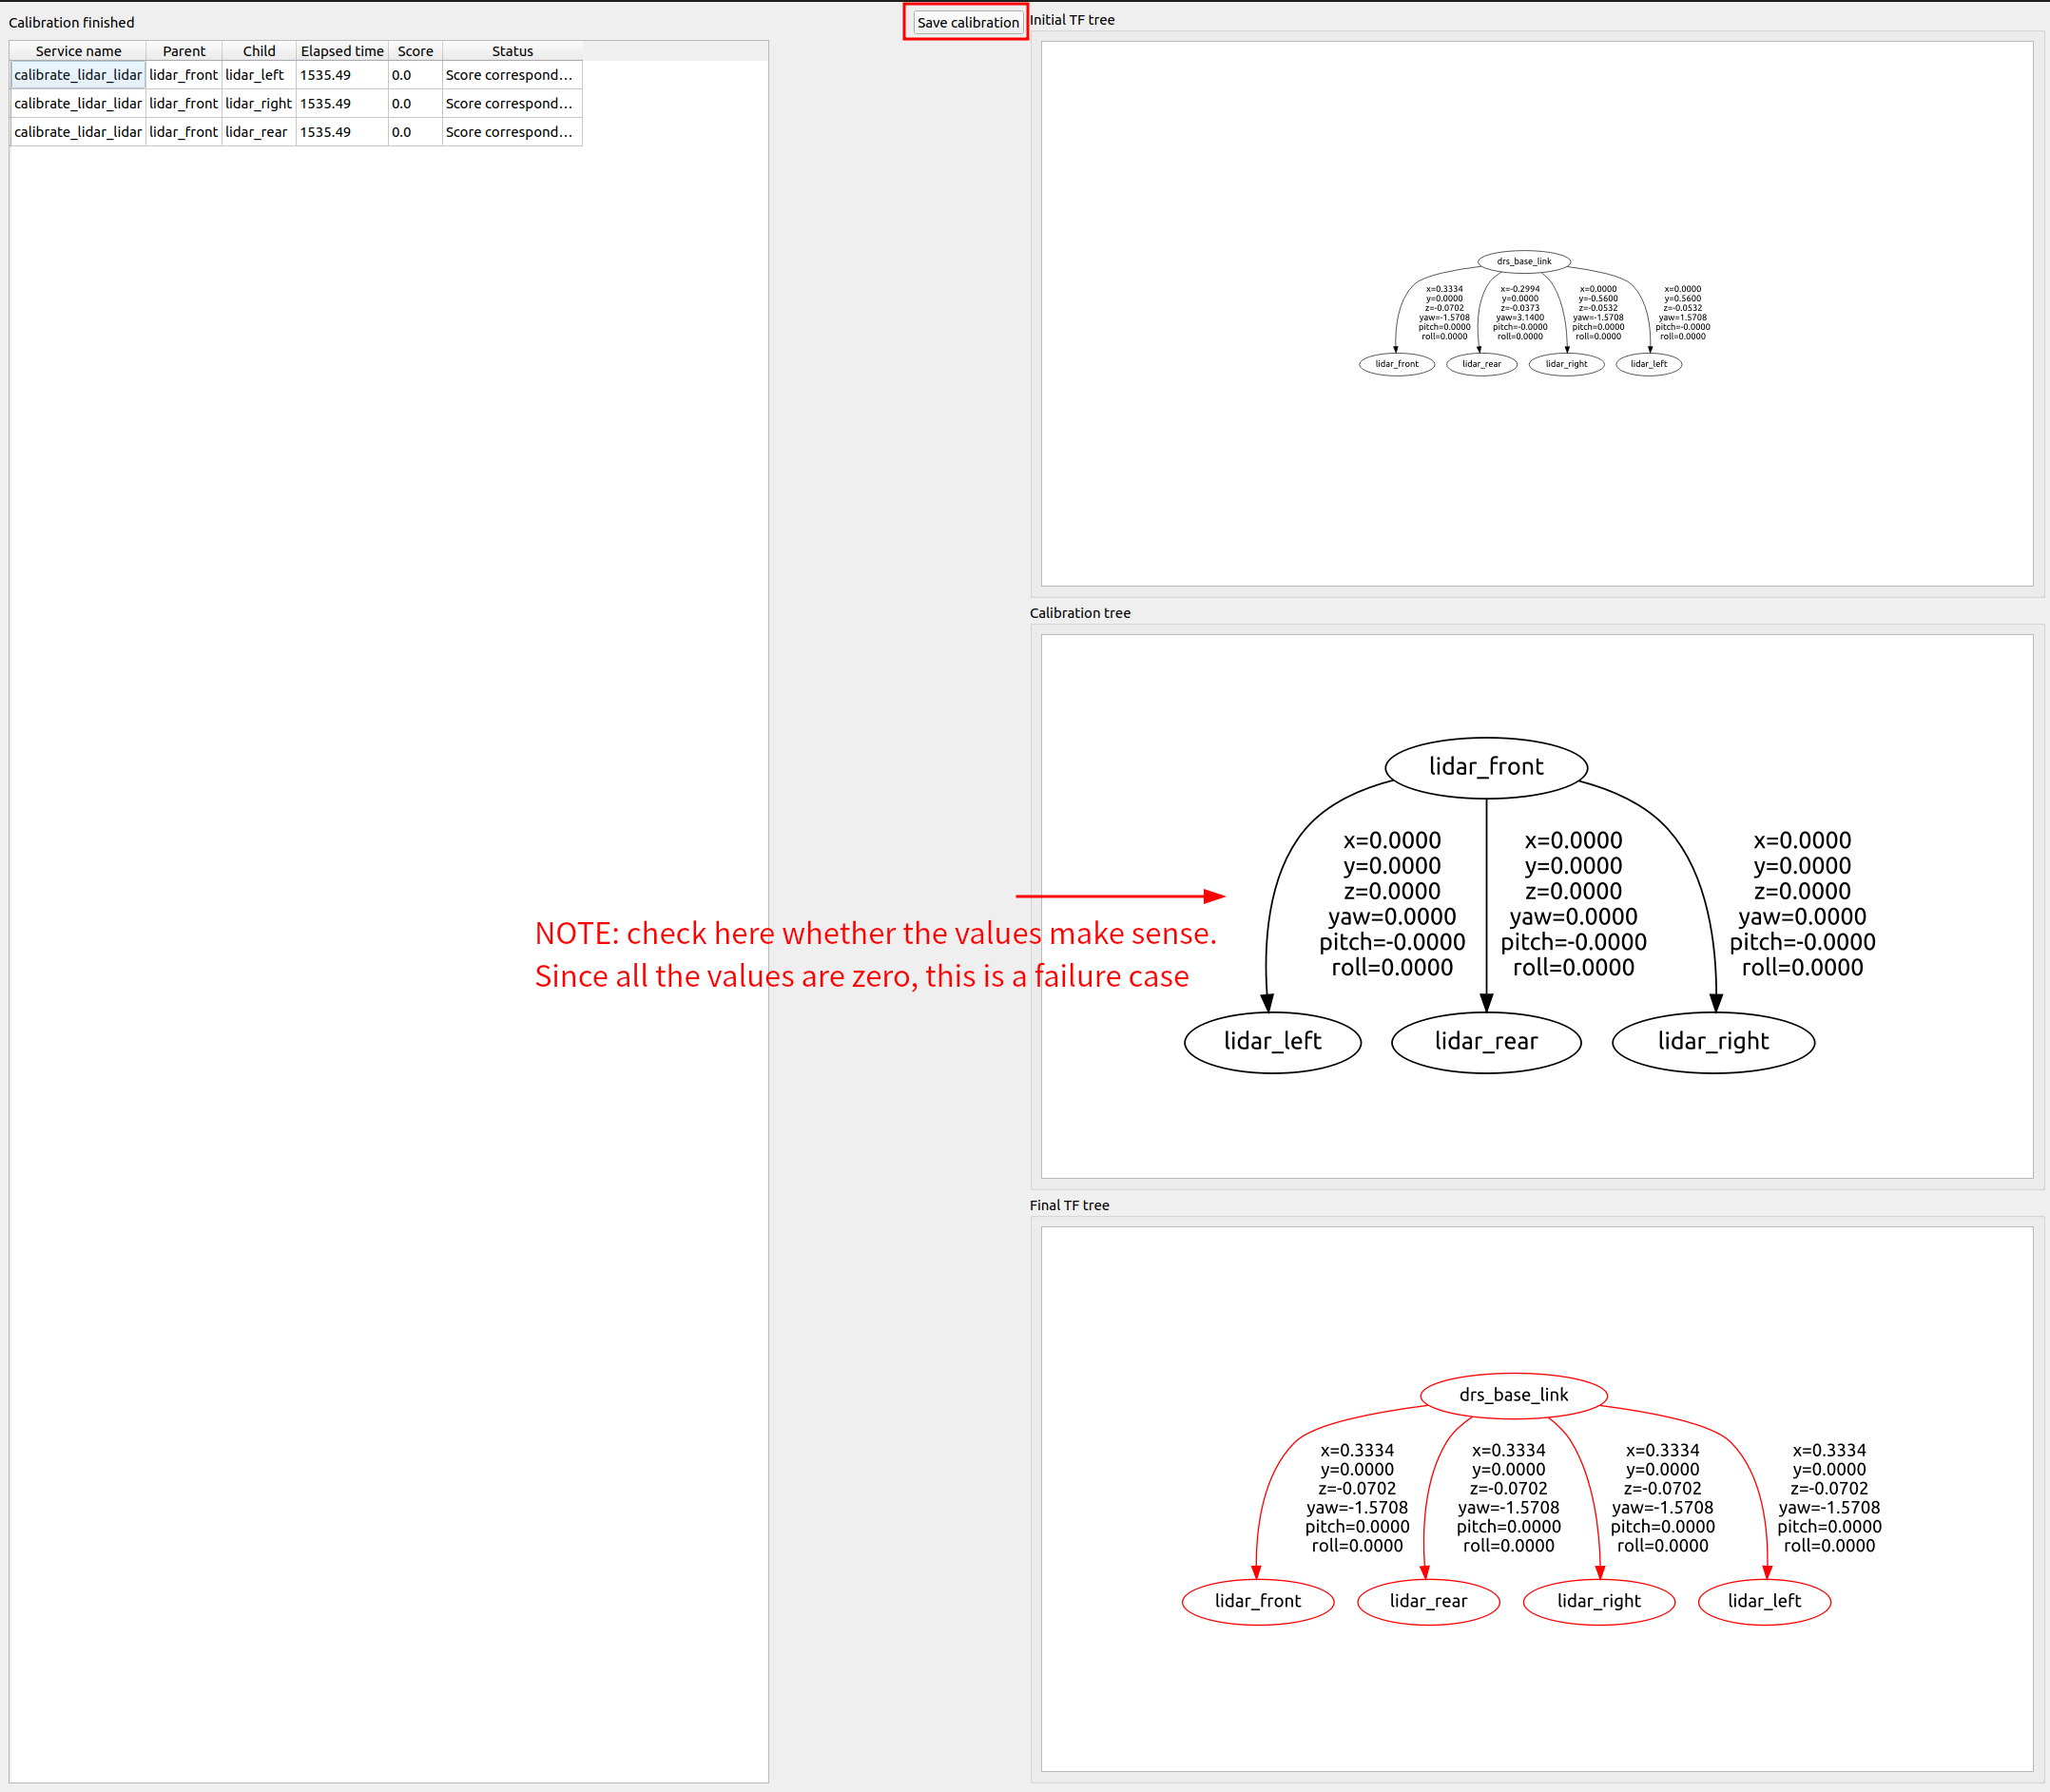 Calibration finished
Save calibration
Service name Parent Child Elapsed time Score Status
calibrate_lidar_lidar lidar_front lidar_left 1535.49 0.0 Score correspond...
calibrate_lidar_lidar lidar_front lidar_right 1535.49 0.0 Score correspond...
calibrate_lidar_lidar lidar_front lidar_rear 1535.49 0.0 Score correspond...
NOTE: check here whether the values make sense.
Since all the values are zero, this is a failure case
Initial TF tree
drs_base_link
x=0.3334
y=0.0000
z=-0.0702
yaw=-1.5708
pitch=0.0000
roll=0.0000
x=-0.2994
y=0.0000
z=-0.0373
yaw=3.1400
pitch=-0.0000
roll=0.0000
x=0.0000
y=-0.5600
z=-0.0532
yaw=-1.5708
pitch=0.0000
roll=0.0000
x=0.0000
y=0.5600
z=-0.0532
yaw=1.5708
pitch=-0.0000
roll=0.0000
lidar_front
lidar_rear
lidar_right
lidar_left
Calibration tree
lidar_front
x=0.0000
y=0.0000
z=0.0000
yaw=0.0000
pitch=-0.0000
roll=0.0000
x=0.0000
y=0.0000
z=0.0000
yaw=0.0000
pitch=-0.0000
roll=0.0000
x=0.0000
y=0.0000
z=0.0000
yaw=0.0000
pitch=-0.0000
roll=0.0000
lidar_left
lidar_rear
lidar_right
Final TF tree
drs_base_link
x=0.3334
y=0.0000
z=-0.0702
yaw=-1.5708
pitch=0.0000
roll=0.0000
x=0.3334
y=0.0000
z=-0.0702
yaw=-1.5708
pitch=0.0000
roll=0.0000
x=0.3334
y=0.0000
z=-0.0702
yaw=-1.5708
pitch=0.0000
roll=0.0000
x=0.3334
y=0.0000
z=-0.0702
yaw=-1.5708
pitch=0.0000
roll=0.0000
lidar_front
lidar_rear
lidar_right
lidar_left